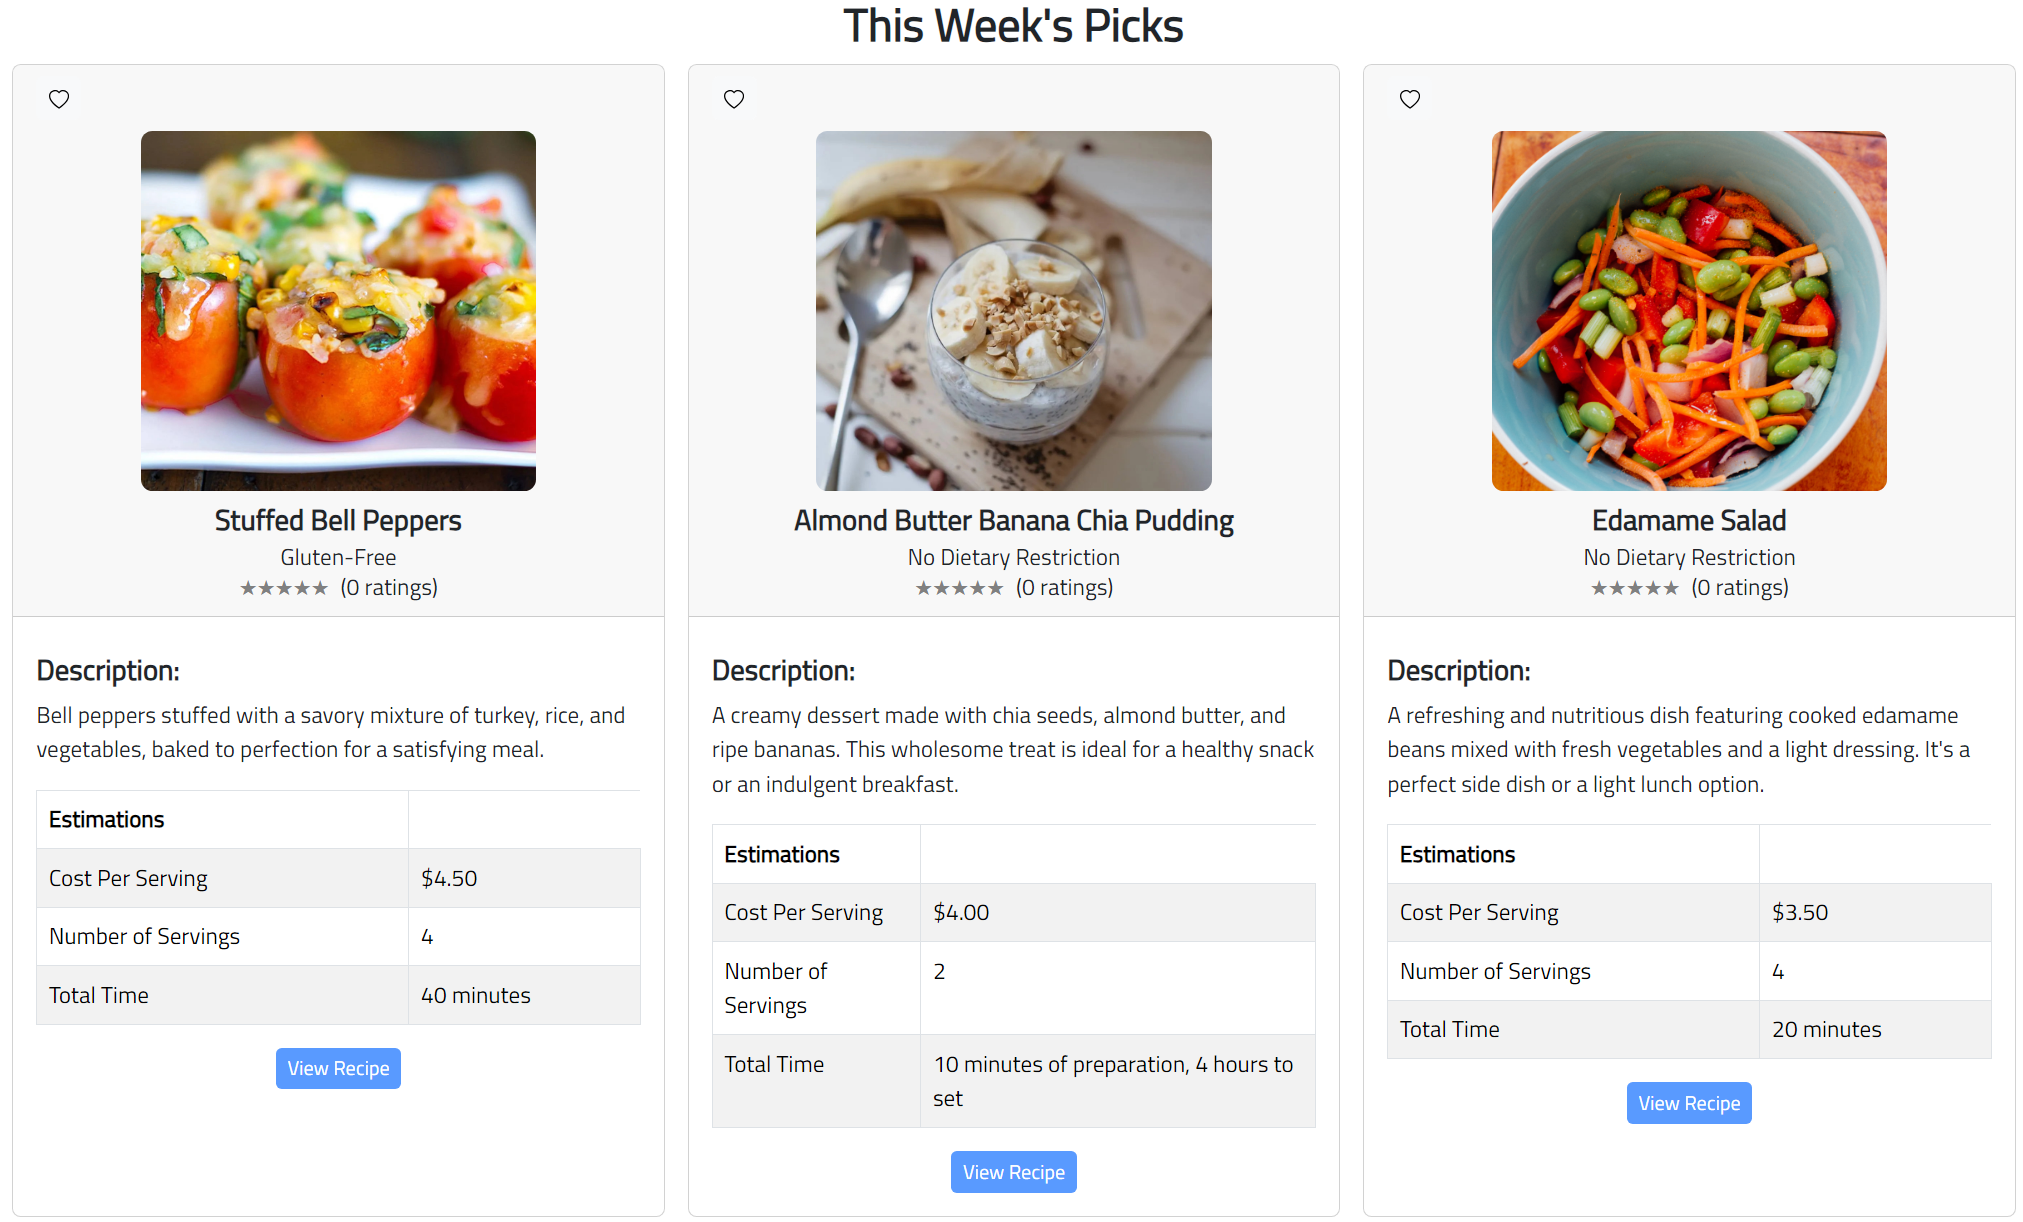 This Week's Picks
Stuffed Bell Peppers
Gluten-Free
★★★★★ (0 ratings)
Description:
Bell peppers stuffed with a savory mixture of turkey, rice, and
vegetables, baked to perfection for a satisfying meal.
Estimations
Cost Per Serving $4.50
Number of Servings 4
Total Time 40 minutes
View Recipe
Almond Butter Banana Chia Pudding
No Dietary Restriction
★★★★★ (0 ratings)
Description:
A creamy dessert made with chia seeds, almond butter, and
ripe bananas. This wholesome treat is ideal for a healthy snack
or an indulgent breakfast.
Estimations
Cost Per Serving $4.00
Number of 2
Servings
Total Time 10 minutes of preparation, 4 hours to
set
View Recipe
Edamame Salad
No Dietary Restriction
★★★★★ (0 ratings)
Description:
A refreshing and nutritious dish featuring cooked edamame
beans mixed with fresh vegetables and a light dressing. It's a
perfect side dish or a light lunch option.
Estimations
Cost Per Serving $3.50
Number of Servings 4
Total Time 20 minutes
View Recipe